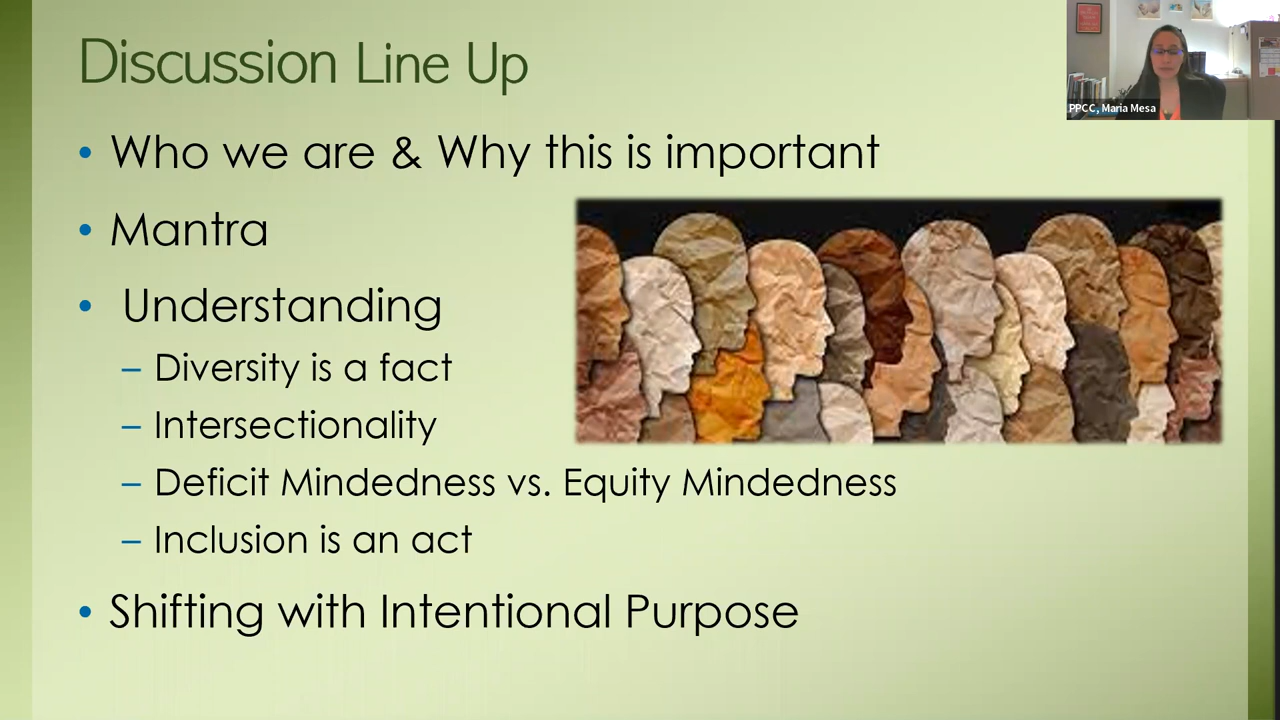 Discussion Line Up
PPCC, Maria Mesa
• Who we are & Why this is important
• Mantra
• Understanding
– Diversity is a fact
– Intersectionality
– Deficit Mindedness vs. Equity Mindedness
– Inclusion is an act
• Shifting with Intentional Purpose